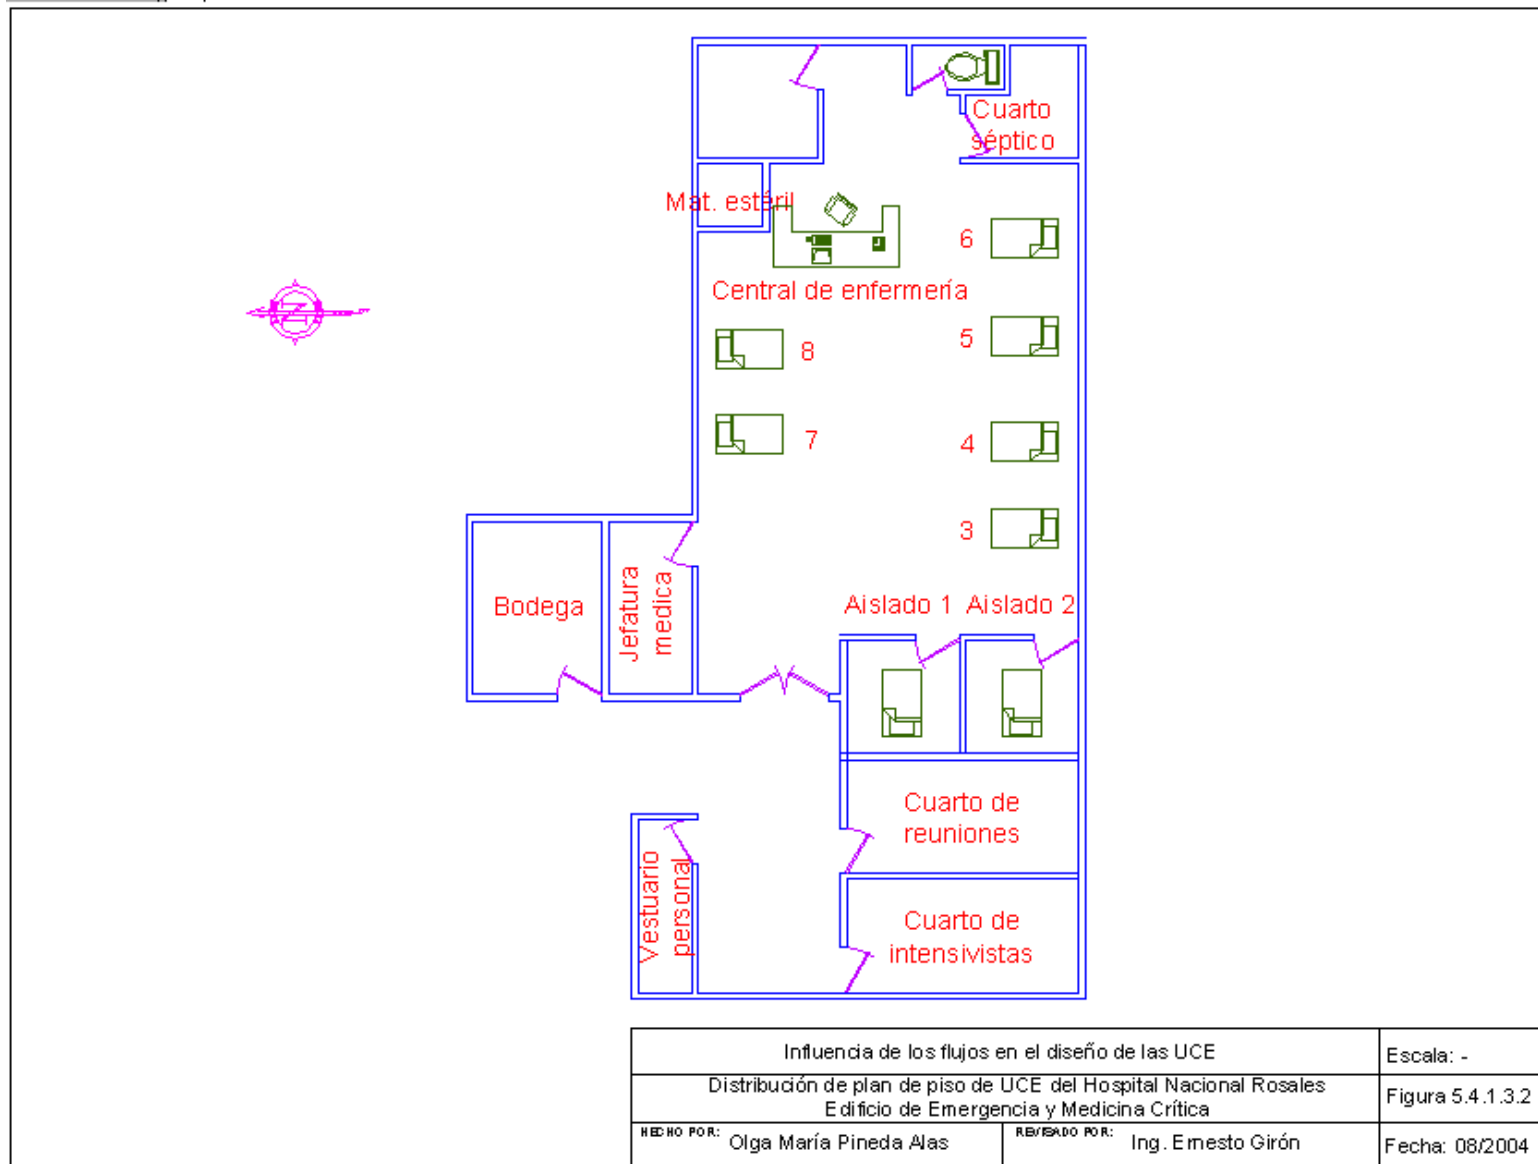 Cuarto
séptico
Mat. estéril
6
Central de enfermería
5
8
7
4
3
Aislado 1
Aislado 2
Bodega
Jefatura
medica
Cuarto de
reuniones
Vestuario
personal
Cuarto de
intensivistas
Influencia de los flujos en el diseño de las UCE
Escala: -
Distribución de plan de piso de UCE del Hospital Nacional Rosales
Edificio de Emergencia y Medicina Crítica
Figura 5.4.1.3.2
HECHO POR: Olga María Pineda Alas
REVISADO POR: Ing. Ernesto Girón
Fecha: 08/2004